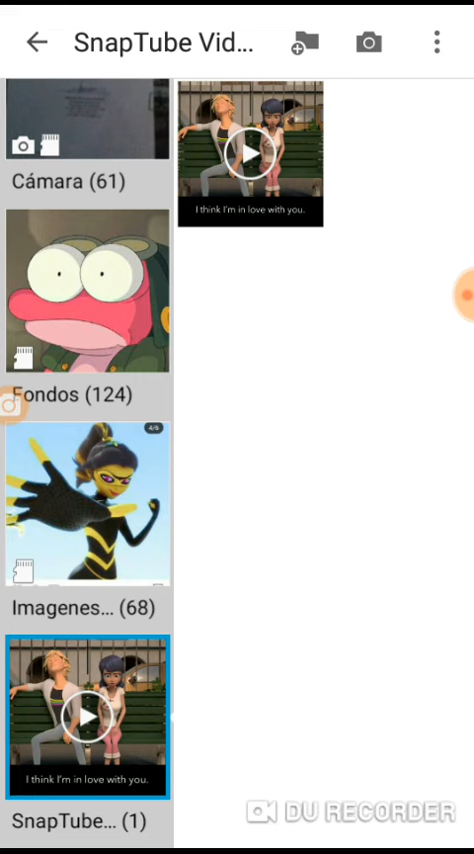 SnapTube Vid...
Cámara (61)
I think I'm in love with you.
Fondos (124)
4/6
Imagenes... (68)
I think I'm in love with you.
SnapTube... (1)
DU RECORDER